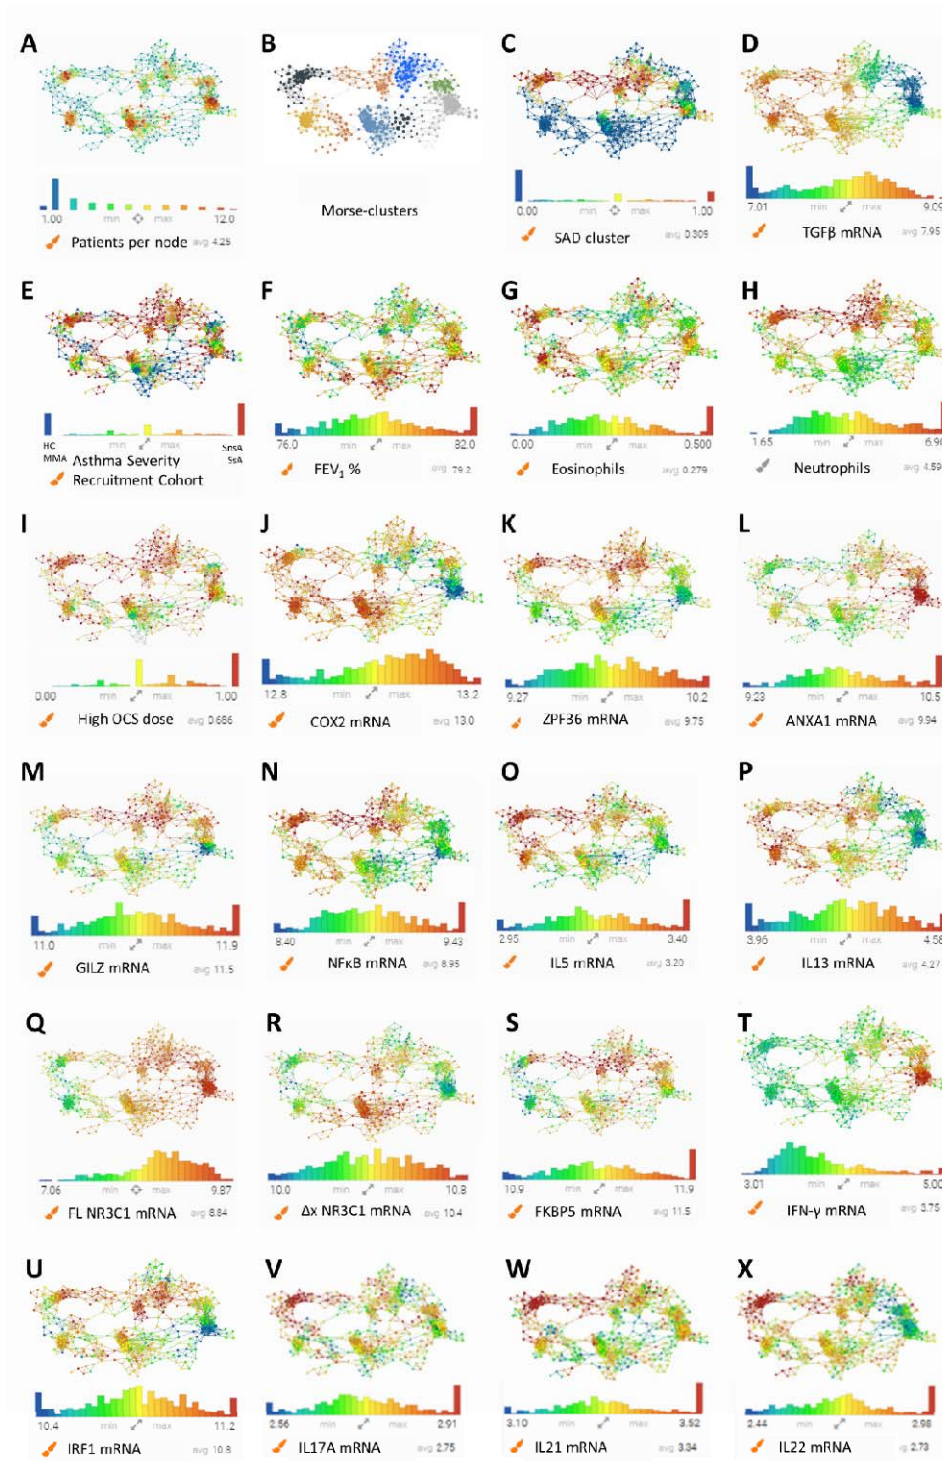 A B C D
1.00 min max 12.0
Patients per node avg 4.25
Morse-clusters
0.00 min max 1.00
SAD cluster avg 0.305
7.01 min max 9.09
TGFβ mRNA avg 7.95
E F G H
HC min max SnsA
MMA Asthma Severity SsA
Recruitment Cohort
76.0 min max 82.0
FEV1 % avg 79.2
0.00 min max 0.500
Eosinophils avg 0.279
1.65 min max 6.98
Neutrophils avg 4.59
I J K L
0.00 min max 1.00
High OCS dose avg 0.686
12.8 min max 13.2
COX2 mRNA avg 13.0
9.27 min max 10.2
ZPF36 mRNA avg 9.75
9.23 min max 10.5
ANXA1 mRNA avg 9.94
M N O P
11.0 min max 11.9
GILZ mRNA avg 11.5
8.40 min max 9.43
NFκB mRNA avg 8.95
2.95 min max 3.40
IL5 mRNA avg 3.20
3.95 min max 4.58
IL13 mRNA avg 4.27
Q R S T
7.06 min max 9.87
FL NR3C1 mRNA avg 8.84
10.0 min max 10.8
Δx NR3C1 mRNA avg 10.4
10.9 min max 11.9
FKBP5 mRNA avg 11.5
3.01 min max 5.00
IFN-γ mRNA avg 3.75
U V W X
10.4 min max 11.2
IRF1 mRNA avg 10.8
2.56 min max 2.91
IL17A mRNA avg 2.75
3.10 min max 3.52
IL21 mRNA avg 3.34
2.44 min max 2.98
IL22 mRNA avg 2.73